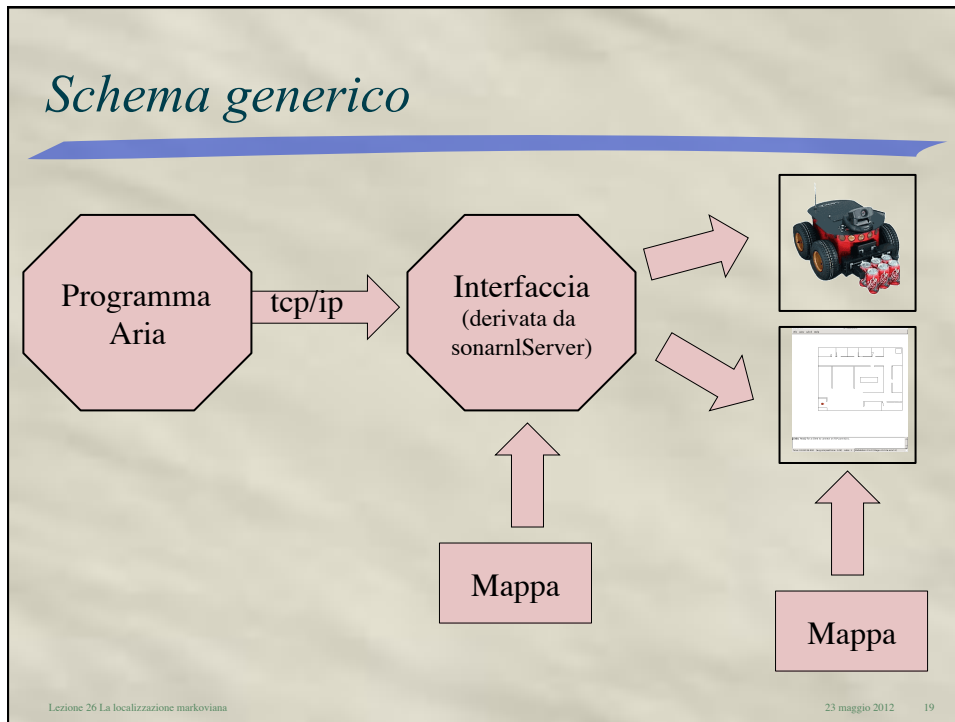 Schema generico
Programma
Aria
tcp/ip
Interfaccia
(derivata da
sonarnlServer)
Mappa
Mappa
Lezione 26 La localizzazione markoviana
23 maggio 2012
19